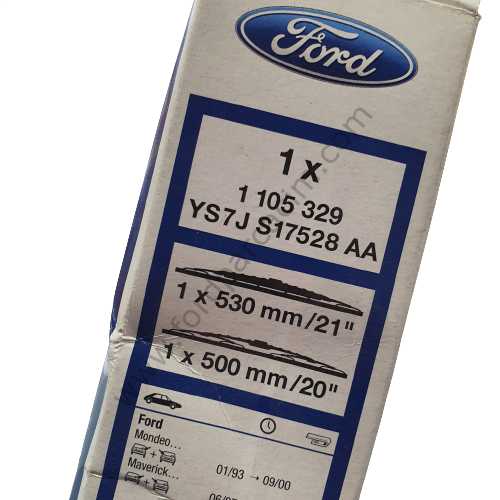 Ford
1 x
1 105 329
YS7J S17528 AA
1 x 530 mm/21"
1 x 500 mm/20"
Ford
Mondeo...
01/93 → 09/00
Maverick...